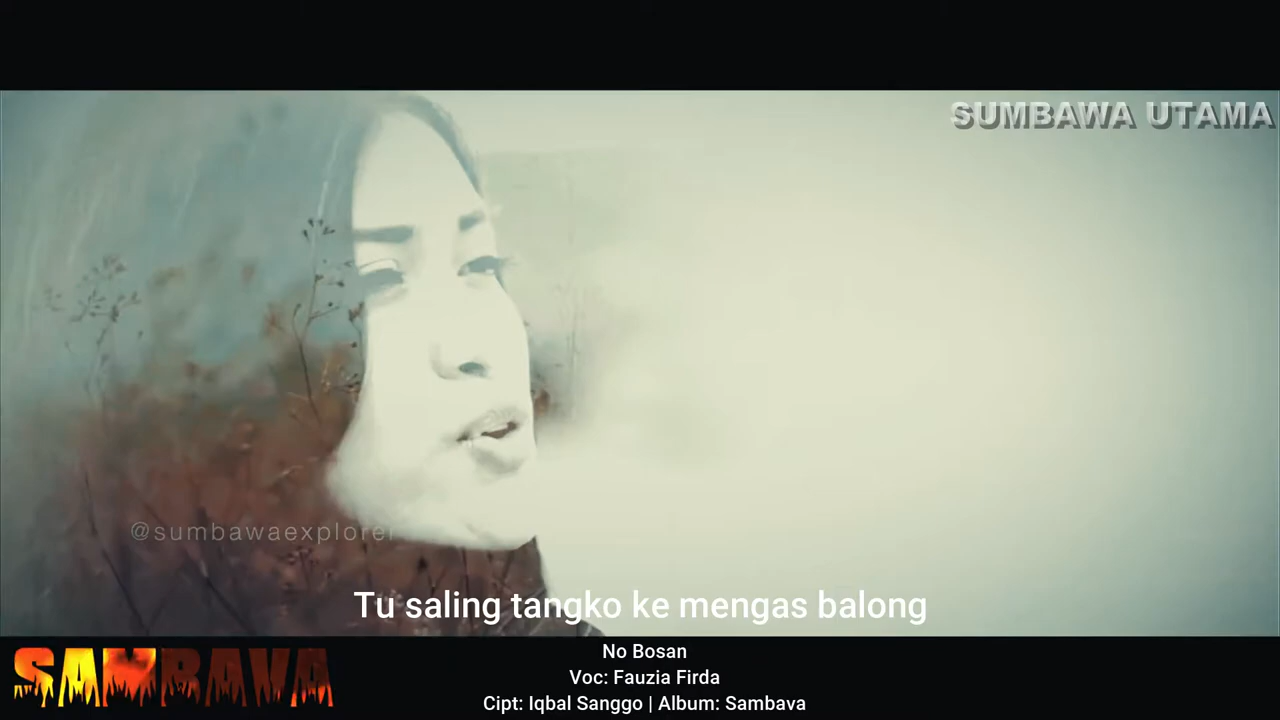 SUMBAWA UTAMA
@sumbawaexplorer
Tu saling tangko ke mengas balong
SAMBAVA
No Bosan
Voc: Fauzia Firda
Cipt: Iqbal Sanggo | Album: Sambava